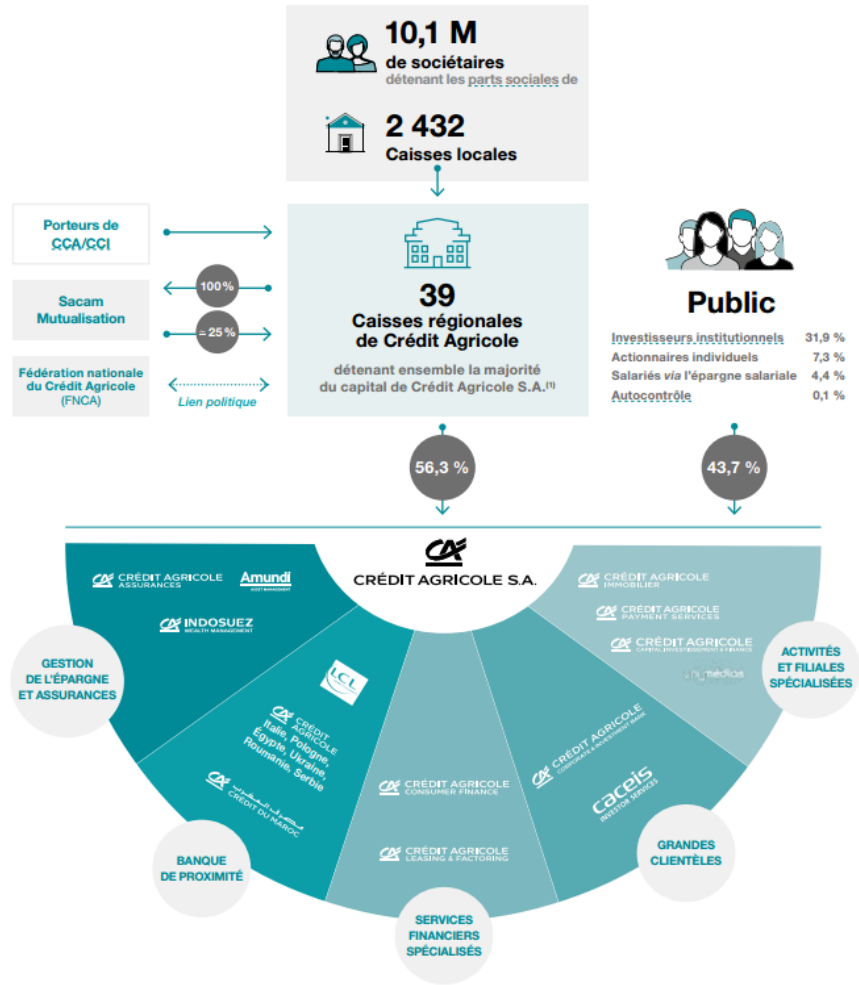 10,1 M
de sociétaires
détenant les parts sociales de
2 432
Caisses locales
Porteurs de
CCA/CCI
100 %
Sacam
Mutualisation
≃ 25 %
Fédération nationale
du Crédit Agricole
(FNCA)
Lien politique
39
Caisses régionales
de Crédit Agricole
détenant ensemble la majorité
du capital de Crédit Agricole S.A.(1)
Public
Investisseurs institutionnels 31,9 %
Actionnaires individuels 7,3 %
Salariés via l'épargne salariale 4,4 %
Autocontrôle 0,1 %
56,3 %
43,7 %
CA
CRÉDIT AGRICOLE S.A.
CRÉDIT AGRICOLE
ASSURANCES
Amundi
ASSET MANAGEMENT
INDOSUEZ
WEALTH MANAGEMENT
GESTION
DE L'ÉPARGNE
ET ASSURANCES
LCL
CRÉDIT
AGRICOLE
Italie, Pologne,
Égypte, Ukraine,
Roumanie, Serbie
مصرف المغرب
CRÉDIT DU MAROC
BANQUE
DE PROXIMITÉ
CRÉDIT AGRICOLE
CONSUMER FINANCE
CRÉDIT AGRICOLE
LEASING & FACTORING
SERVICES
FINANCIERS
SPÉCIALISÉS
CRÉDIT AGRICOLE
CORPORATE & INVESTMENT BANK
caceis
INVESTOR SERVICES
GRANDES
CLIENTÈLES
CRÉDIT AGRICOLE
IMMOBILIER
CRÉDIT AGRICOLE
PAYMENT SERVICES
CRÉDIT AGRICOLE
CAPITAL INVESTISSEMENT & FINANCE
uni-médias
ACTIVITÉS
ET FILIALES
SPÉCIALISÉES